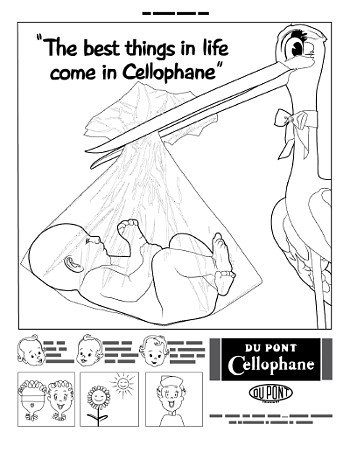 "The best things in life
come in Cellophane"
DU PONT
Cellophane
DU PONT